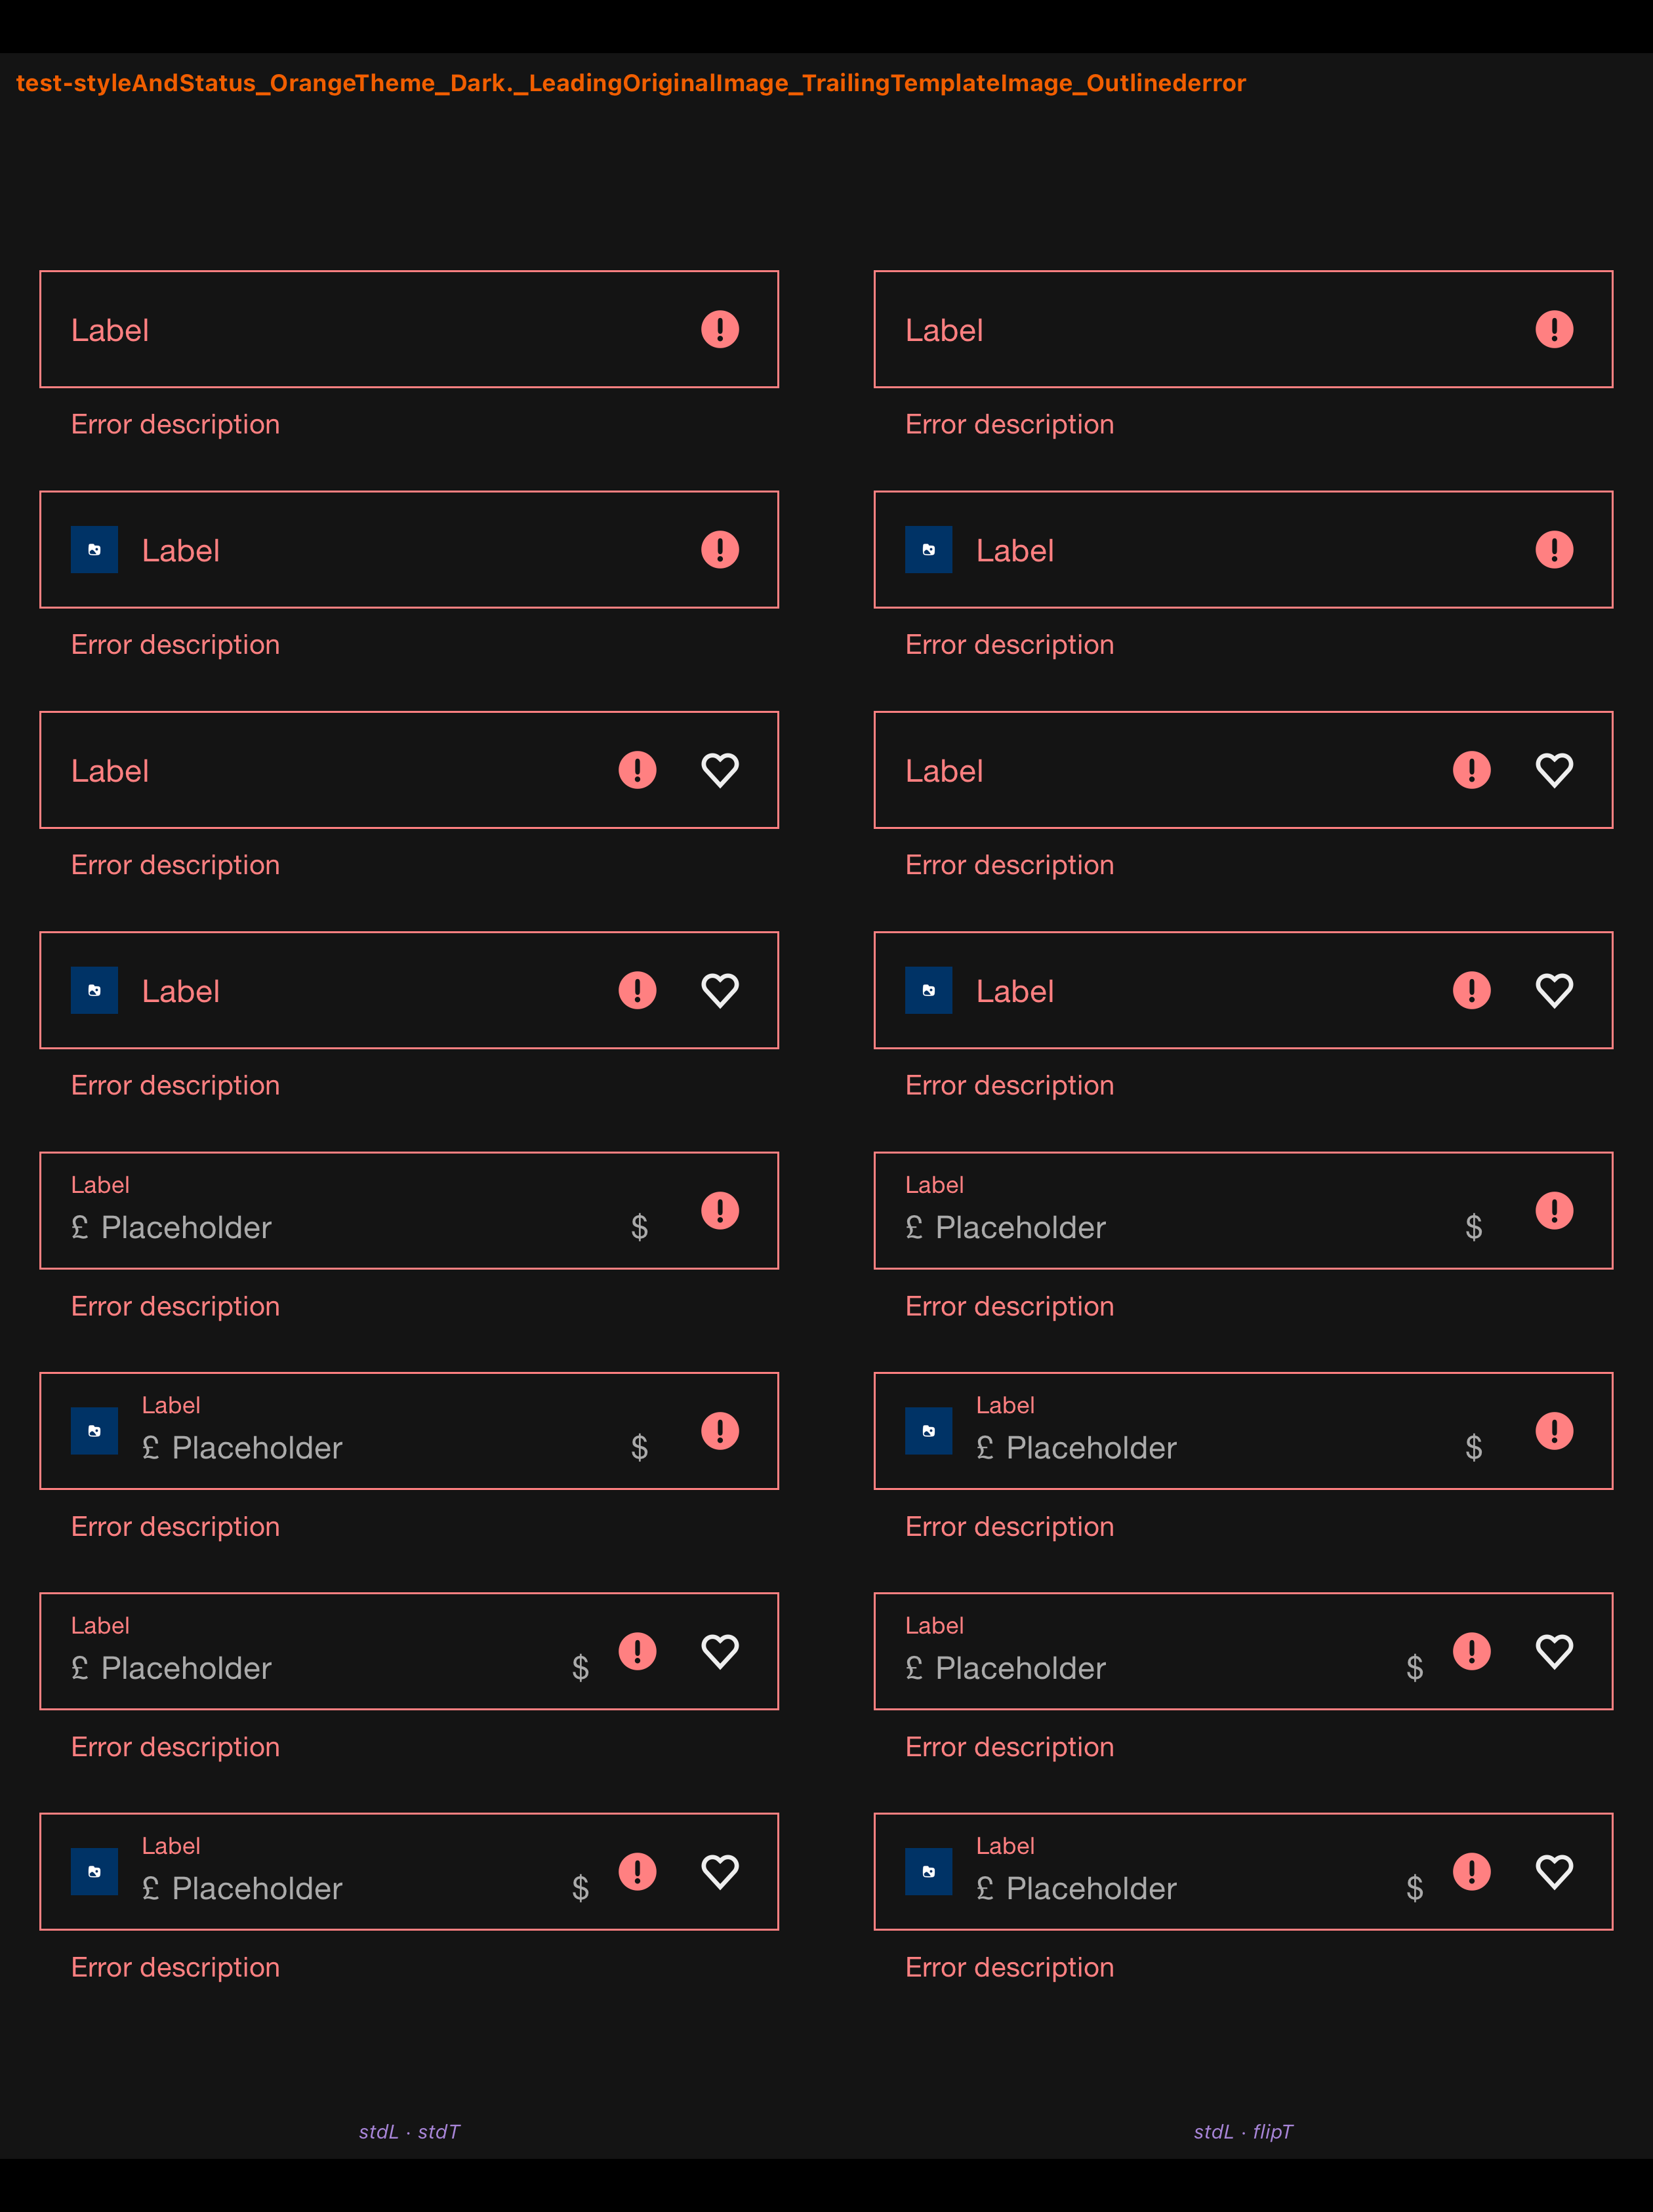 test-styleAndStatus_OrangeTheme_Dark._LeadingOriginalImage_TrailingTemplateImage_Outlinederror
Label
Error description
Label
Error description
Label
Error description
Label
Error description
Label
£ Placeholder $
Error description
Label
£ Placeholder $
Error description
Label
£ Placeholder $
Error description
Label
£ Placeholder $
Error description
stdL · stdT
Label
Error description
Label
Error description
Label
Error description
Label
Error description
Label
£ Placeholder $
Error description
Label
£ Placeholder $
Error description
Label
£ Placeholder $
Error description
Label
£ Placeholder $
Error description
stdL · flipT